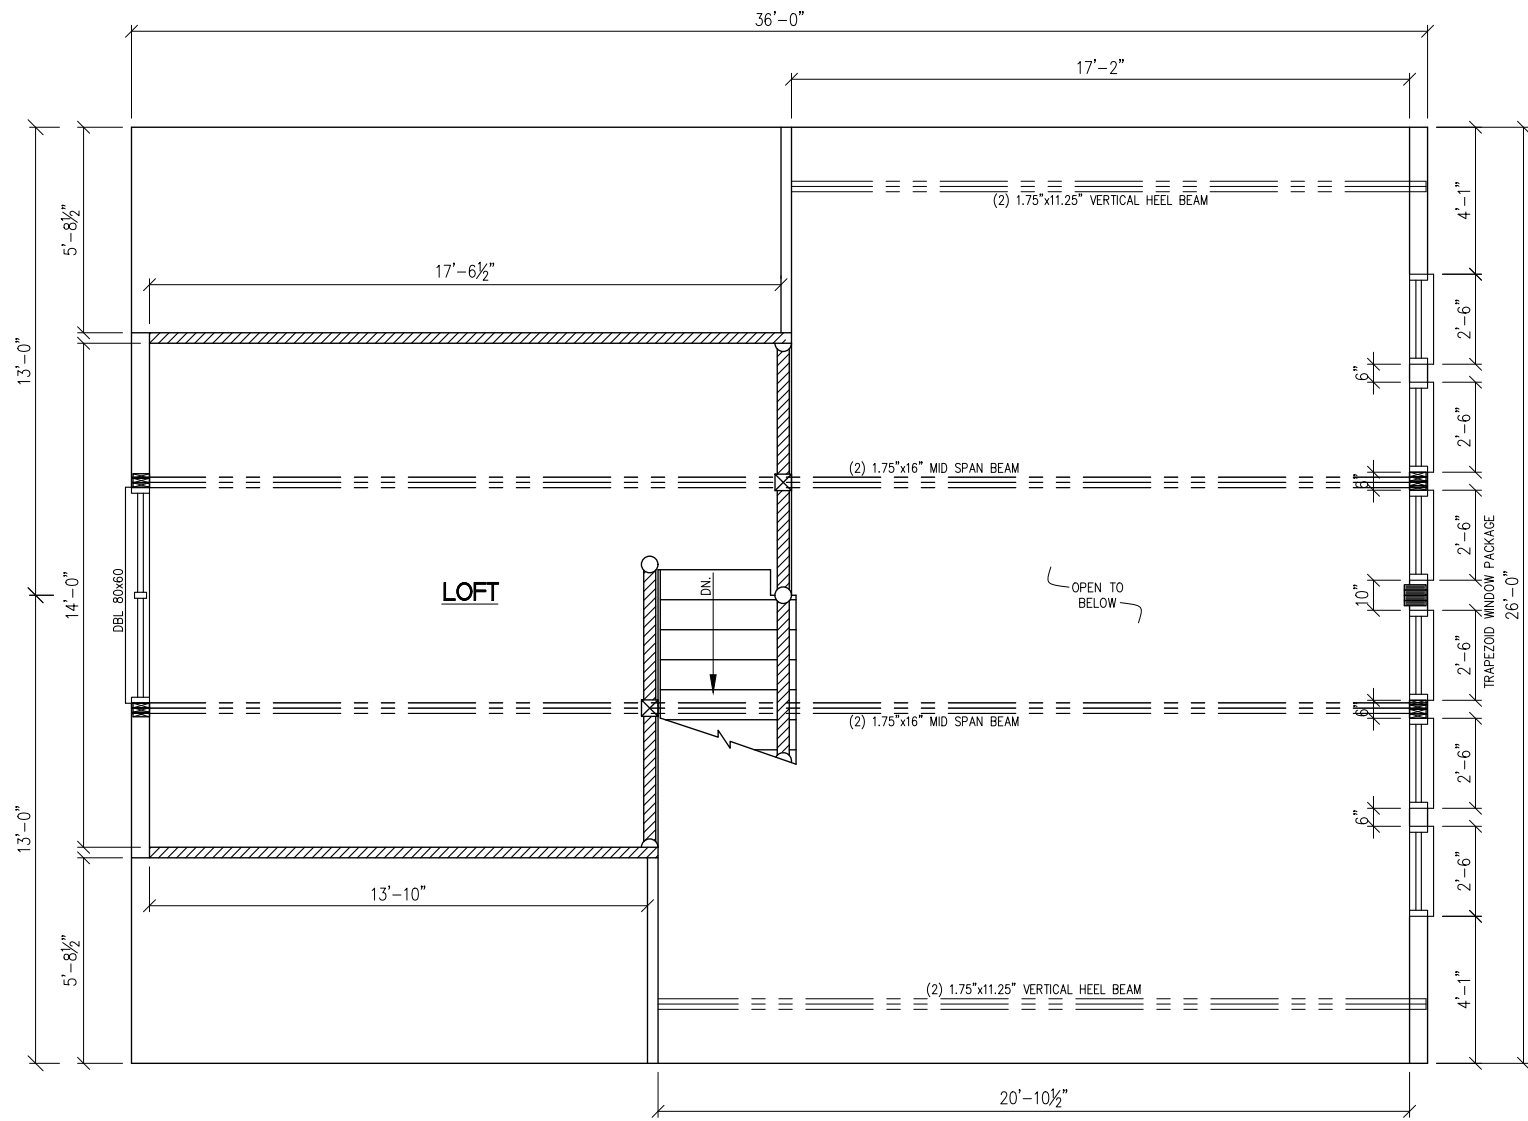 36'-0"
17'-2"
5'-8½"
4'-1"
(2) 1.75"x11.25" VERTICAL HEEL BEAM
17'-6½"
2'-6"
13'-0"
6"
2'-6"
(2) 1.75"x16" MID SPAN BEAM
6"
2'-6"
TRAPEZOID WINDOW PACKAGE
26'-0"
14'-0"
DBL 80x60
LOFT
DN.
OPEN TO
BELOW
10"
2'-6"
6"
(2) 1.75"x16" MID SPAN BEAM
2'-6"
13'-0"
6"
2'-6"
13'-10"
5'-8½"
(2) 1.75"x11.25" VERTICAL HEEL BEAM
4'-1"
20'-10½"